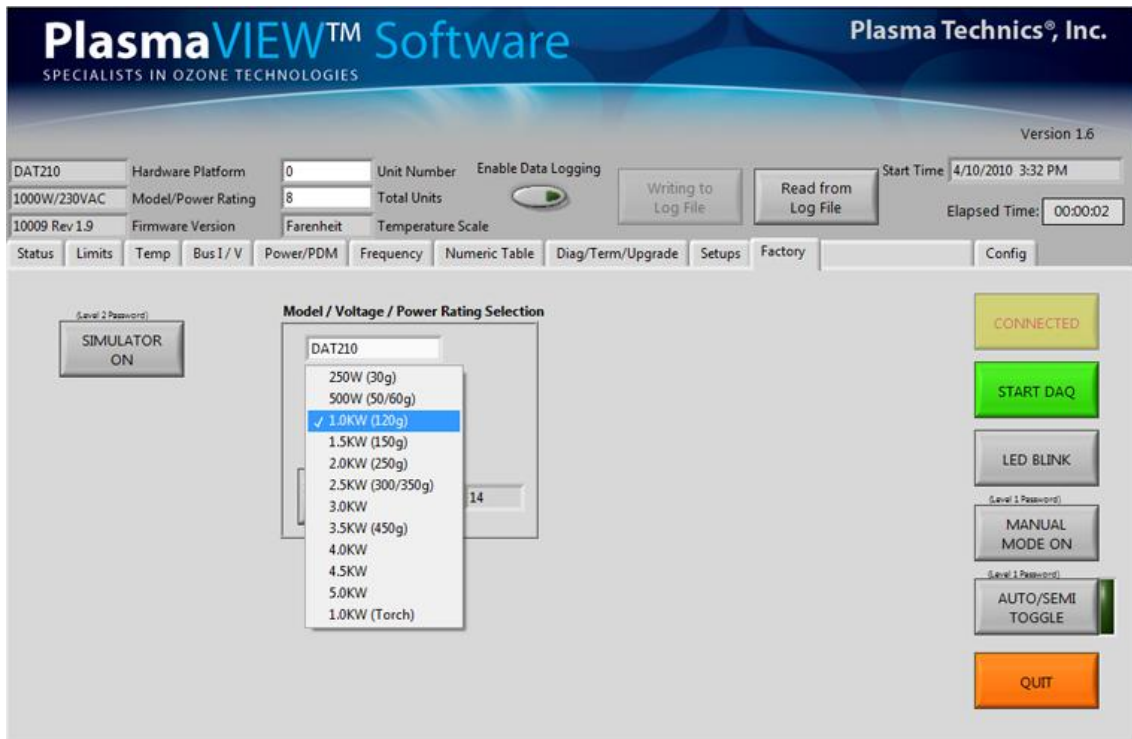 PlasmaVIEW™ Software
SPECIALISTS IN OZONE TECHNOLOGIES
Plasma Technics®, Inc.
Version 1.6
DAT210 Hardware Platform 0 Unit Number Enable Data Logging
Writing to Log File
Read from Log File
Start Time 4/10/2010 3:32 PM
1000W/230VAC Model/Power Rating 8 Total Units
Elapsed Time: 00:00:02
10009 Rev 1.9 Firmware Version Farenheit Temperature Scale
Status Limits Temp Bus I / V Power/PDM Frequency Numeric Table Diag/Term/Upgrade Setups Factory Config
(Level 2 Password)
SIMULATOR
ON
Model / Voltage / Power Rating Selection
DAT210
250W (30g)
500W (50/60g)
✓ 1.0KW (120g)
1.5KW (150g)
2.0KW (250g)
2.5KW (300/350g)
3.0KW
3.5KW (450g)
4.0KW
4.5KW
5.0KW
1.0KW (Torch)
14
CONNECTED
START DAQ
LED BLINK
(Level 1 Password)
MANUAL
MODE ON
(Level 1 Password)
AUTO/SEMI
TOGGLE
QUIT